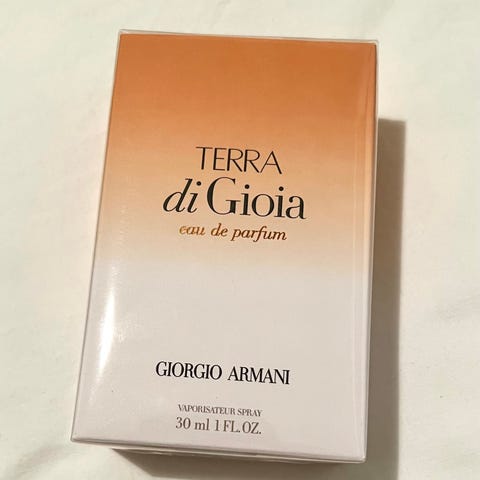 TERRA
di Gioia
eau de parfum
GIORGIO ARMANI
VAPORISATEUR SPRAY
30 ml 1 FL. OZ.